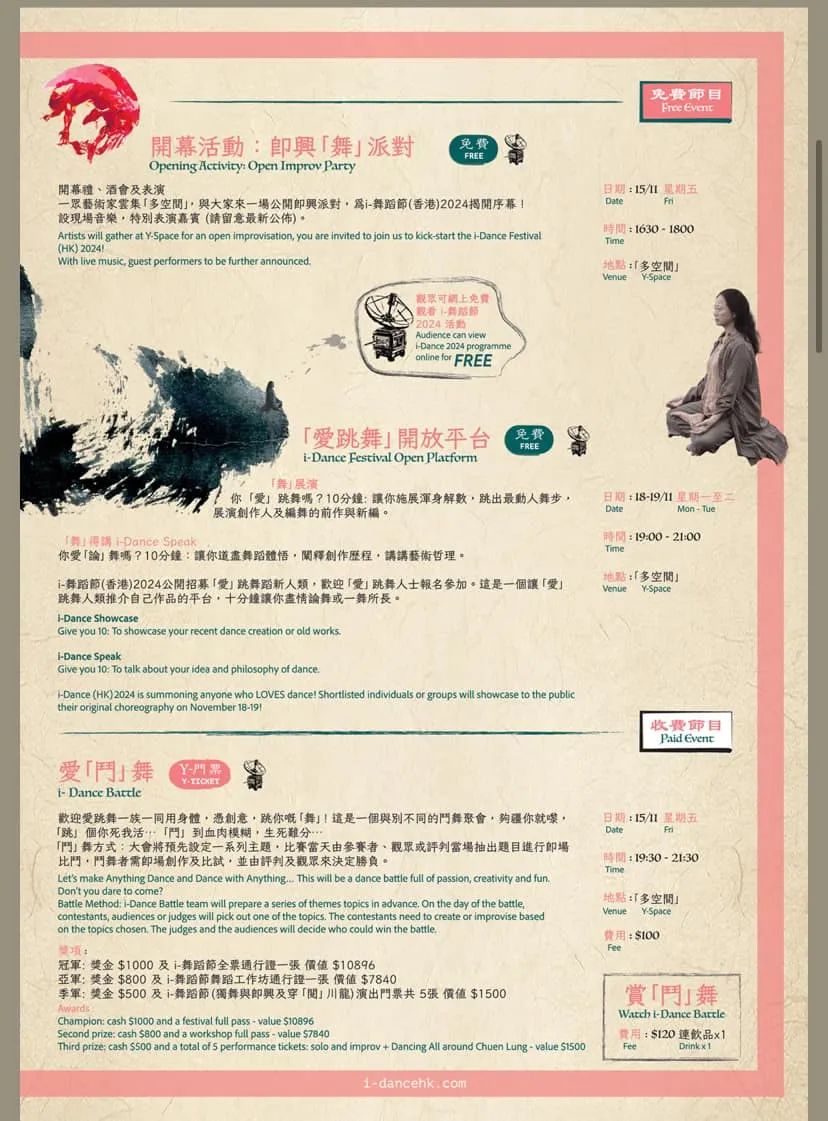 免費節目
Free Event
開幕活動：即興「舞」派對
免費
FREE
Opening Activity: Open Improv Party
開幕禮、酒會及表演
一眾藝術家雲集「多空間」，與大家來一場公開即興派對，為i-舞蹈節(香港)2024揭開序幕！
設現場音樂，特別表演嘉賓 (請留意最新公佈)。
Artists will gather at Y-Space for an open improvisation, you are invited to join us to kick-start the i-Dance Festival
(HK) 2024!
With live music, guest performers to be further announced.
日期：15/11 星期五
Date Fri
時間：1630 - 1800
Time
地點：「多空間」
Venue Y-Space
觀眾可網上免費
觀看 i-舞蹈節
2024 活動
Audience can view
i-Dance 2024 programme
online for FREE
「愛跳舞」開放平台
免費
FREE
i-Dance Festival Open Platform
「舞」展演
你「愛」跳舞嗎？10分鐘: 讓你施展渾身解數，跳出最動人舞步，
展演創作人及編舞的前作與新編。
「舞」得講 i-Dance Speak
你愛「論」舞嗎？10分鐘：讓你道盡舞蹈體悟，闡釋創作歷程，講講藝術哲理。
i-舞蹈節(香港)2024公開招募「愛」跳舞蹈新人類，歡迎「愛」跳舞人士報名參加。這是一個讓「愛」
跳舞人類推介自己作品的平台，十分鐘讓你盡情論舞或一舞所長。
i-Dance Showcase
Give you 10: To showcase your recent dance creation or old works.
i-Dance Speak
Give you 10: To talk about your idea and philosophy of dance.
i-Dance (HK) 2024 is summoning anyone who LOVES dance! Shortlisted individuals or groups will showcase to the public
their original choreography on November 18-19!
日期：18-19/11 星期一至二
Date Mon - Tue
時間：19:00 - 21:00
Time
地點：「多空間」
Venue Y-Space
收費節目
Paid Event
愛「鬥」舞
Y-門票
Y-TICKET
i- Dance Battle
歡迎愛跳舞一族一同用身體，憑創意，跳你嘅「舞」！這是一個與別不同的鬥舞聚會，夠疆你就嚟，
「跳」個你死我活⋯「鬥」到血肉模糊，生死難分⋯
「鬥」舞方式：大會將預先設定一系列主題，比賽當天由參賽者、觀眾或評判當場抽出題目進行即場
比鬥，鬥舞者需即場創作及比試，並由評判及觀眾來決定勝負。
Let's make Anything Dance and Dance with Anything... This will be a dance battle full of passion, creativity and fun.
Don't you dare to come?
Battle Method: i-Dance Battle team will prepare a series of themes topics in advance. On the day of the battle,
contestants, audiences or judges will pick out one of the topics. The contestants need to create or improvise based
on the topics chosen. The judges and the audiences will decide who could win the battle.
獎項：
冠軍: 獎金 $1000 及 i-舞蹈節全票通行證一張 價值 $10896
亞軍: 獎金 $800 及 i-舞蹈節舞蹈工作坊通行證一張 價值 $7840
季軍: 獎金 $500 及 i-舞蹈節(獨舞與即興及穿「閱」川龍)演出門票共 5張 價值 $1500
Awards
Champion: cash $1000 and a festival full pass - value $10896
Second prize: cash $800 and a workshop full pass - value $7840
Third prize: cash $500 and a total of 5 performance tickets: solo and improv + Dancing All around Chuen Lung - value $1500
日期：15/11 星期五
Date Fri
時間：19:30 - 21:30
Time
地點：「多空間」
Venue Y-Space
費用：$100
Fee
賞「鬥」舞
Watch i-Dance Battle
費用：$120 連飲品x1
Fee Drink x 1
i-dancehk.com